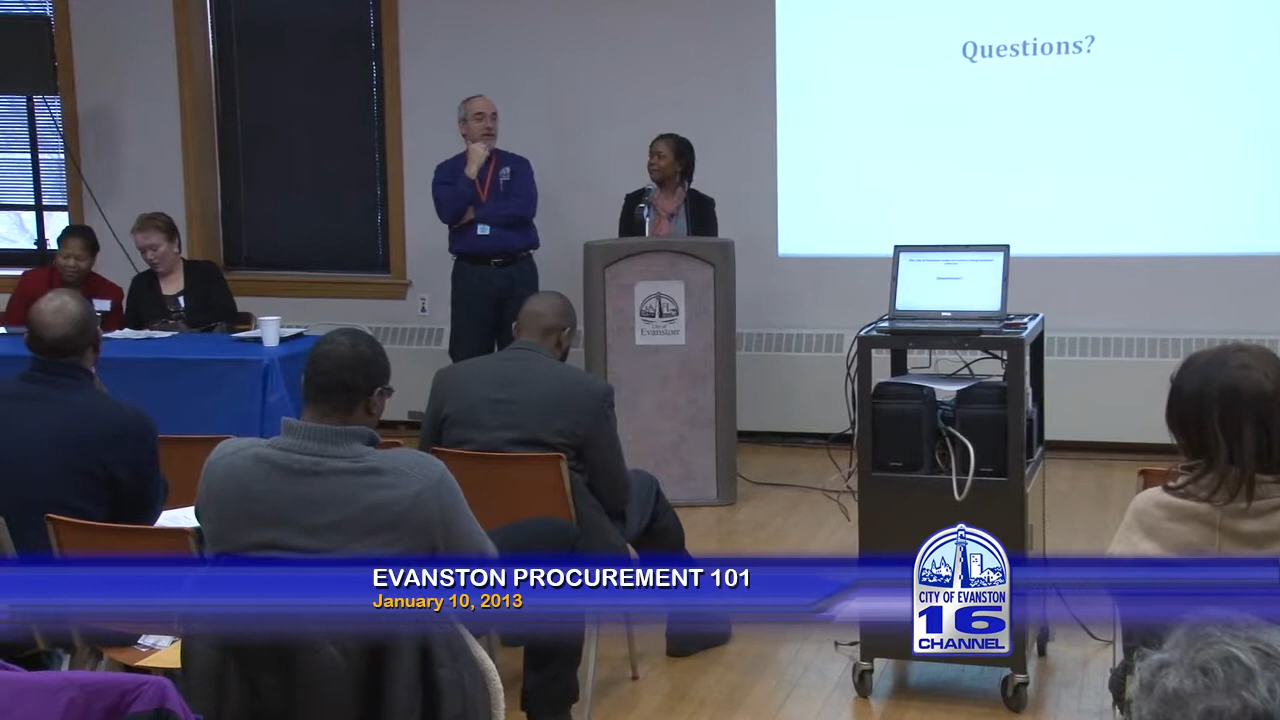 Questions?
City of
Evanston
EVANSTON PROCUREMENT 101
January 10, 2013
CITY OF EVANSTON
16
CHANNEL